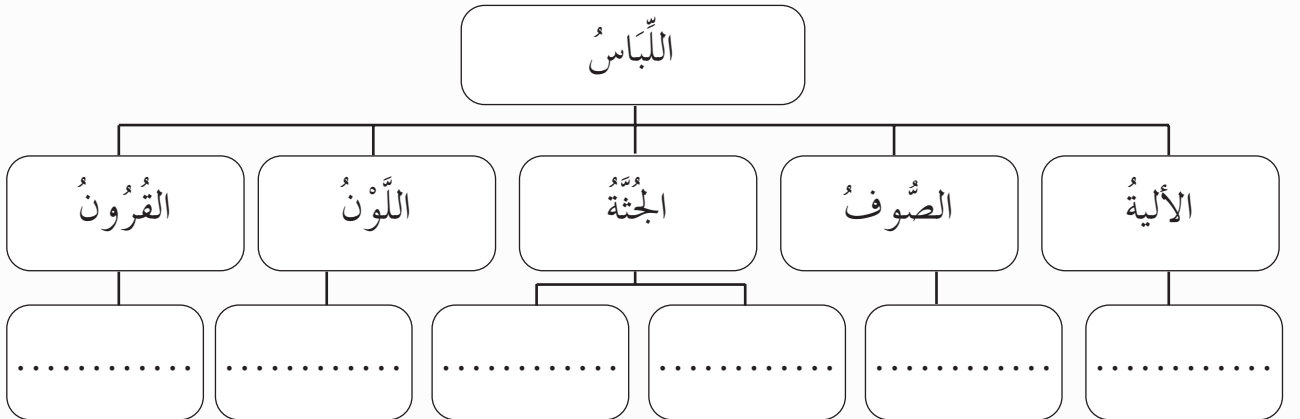 اللِّبَاسُ
الأليةُ الصُّوفُ الجُثَّةُ اللَّوْنُ القُرُونُ
............ ............ ............ ............ ............ ............